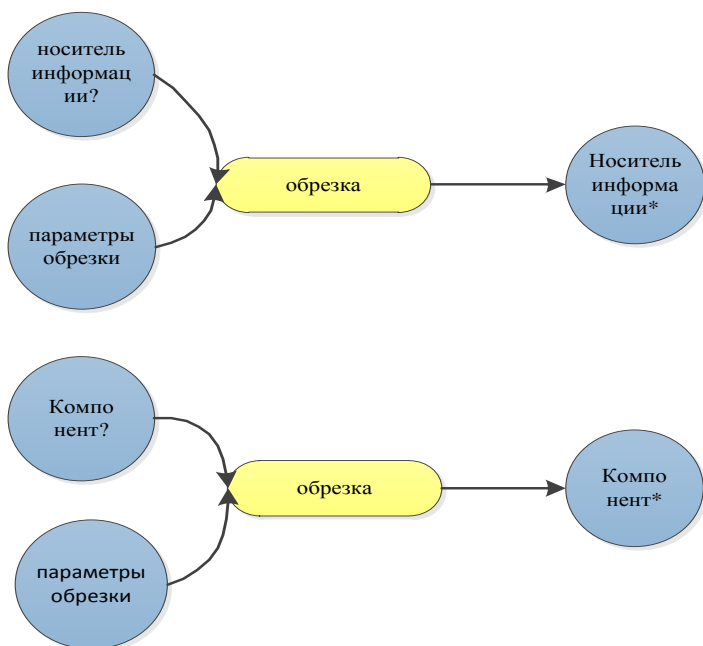 носитель
информац
ии?
обрезка
Носитель
информа
ции*
параметры
обрезки
Компо
нент?
обрезка
Компо
нент*
параметры
обрезки